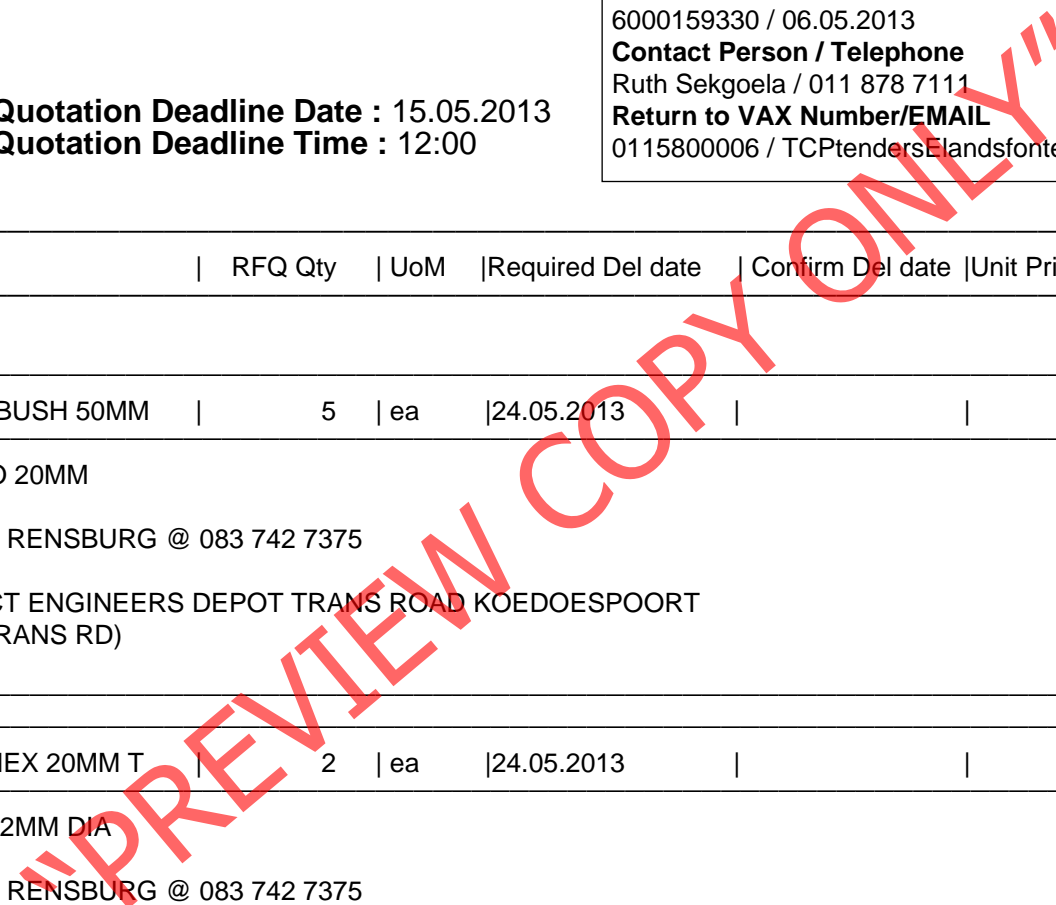 6000159330 / 06.05.2013
Contact Person / Telephone
Ruth Sekgoela / 011 878 7111
Return to VAX Number/EMAIL
0115800006 / TCPtendersElandsfonte
Quotation Deadline Date : 15.05.2013
Quotation Deadline Time : 12:00
| RFQ Qty | UoM |Required Del date | Confirm Del date |Unit Pri
BUSH 50MM | 5 | ea |24.05.2013 | |
20MM
RENSBURG @ 083 742 7375
CT ENGINEERS DEPOT TRANS ROAD KOEDOESPOORT
RANS RD)
HEX 20MM T | 2 | ea |24.05.2013 | |
2MM DIA
RENSBURG @ 083 742 7375
"PREVIEW COPY ONLY"